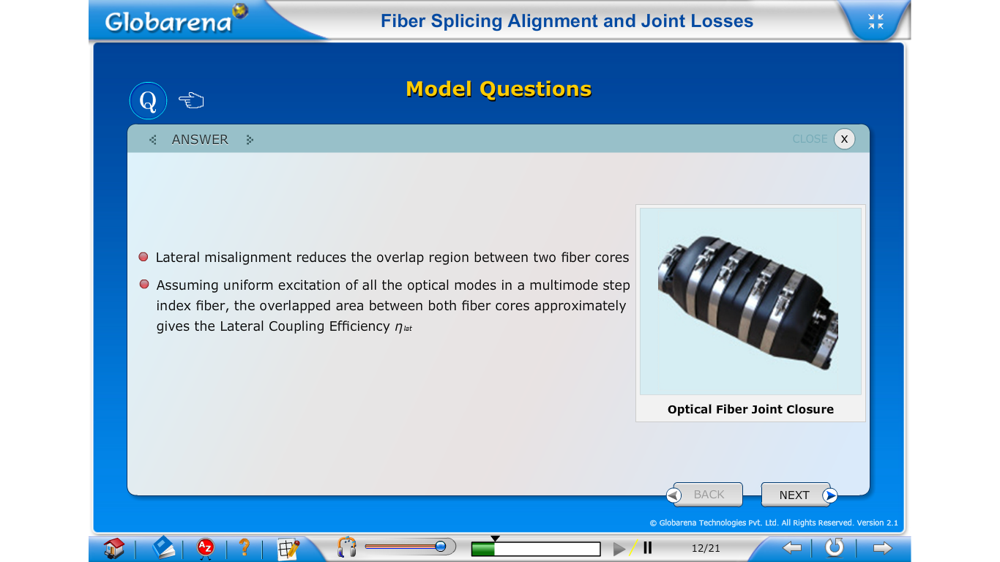 Globarena
Fiber Splicing Alignment and Joint Losses
Q
Model Questions
ANSWER
CLOSE X
Lateral misalignment reduces the overlap region between two fiber cores
Assuming uniform excitation of all the optical modes in a multimode step
index fiber, the overlapped area between both fiber cores approximately
gives the Lateral Coupling Efficiency η lat
Optical Fiber Joint Closure
BACK
NEXT
© Globarena Technologies Pvt. Ltd. All Rights Reserved. Version 2.1
AZ
?
12/21